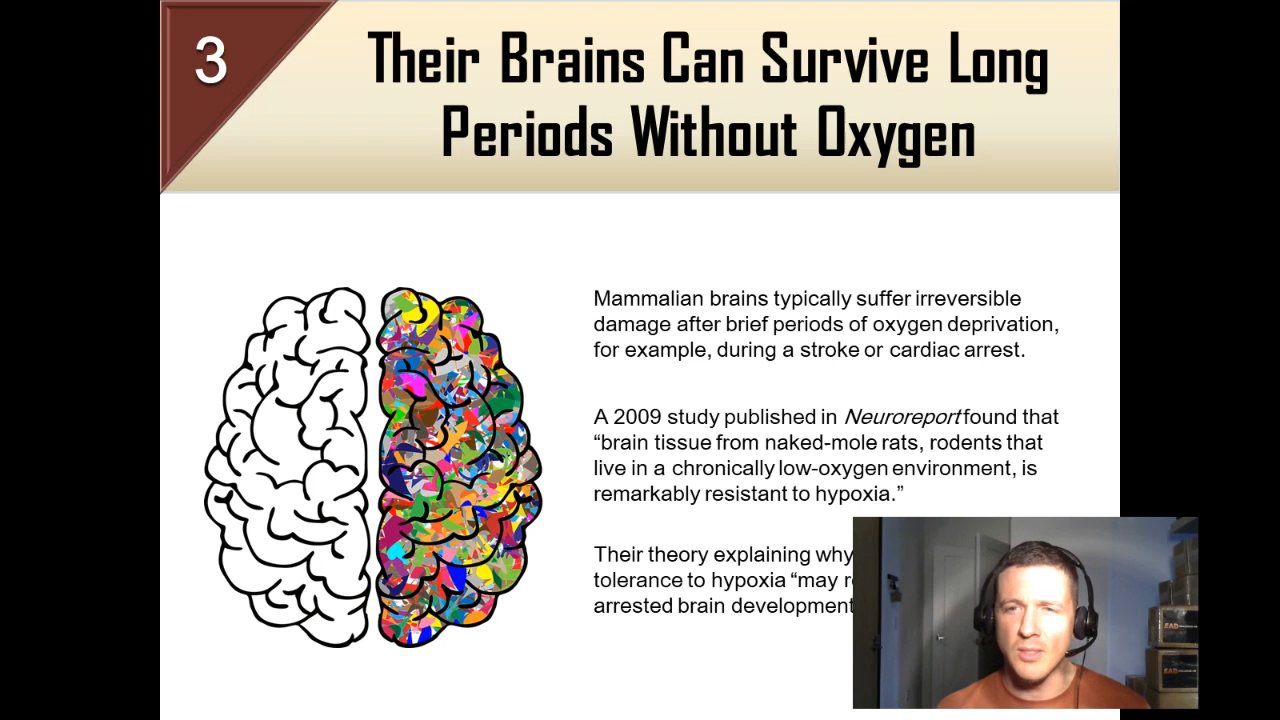 3
Their Brains Can Survive Long
Periods Without Oxygen
Mammalian brains typically suffer irreversible
damage after brief periods of oxygen deprivation,
for example, during a stroke or cardiac arrest.
A 2009 study published in Neuroreport found that
“brain tissue from naked-mole rats, rodents that
live in a chronically low-oxygen environment, is
remarkably resistant to hypoxia.”
Their theory explaining why
tolerance to hypoxia “may
arrested brain development
EAD
EAD